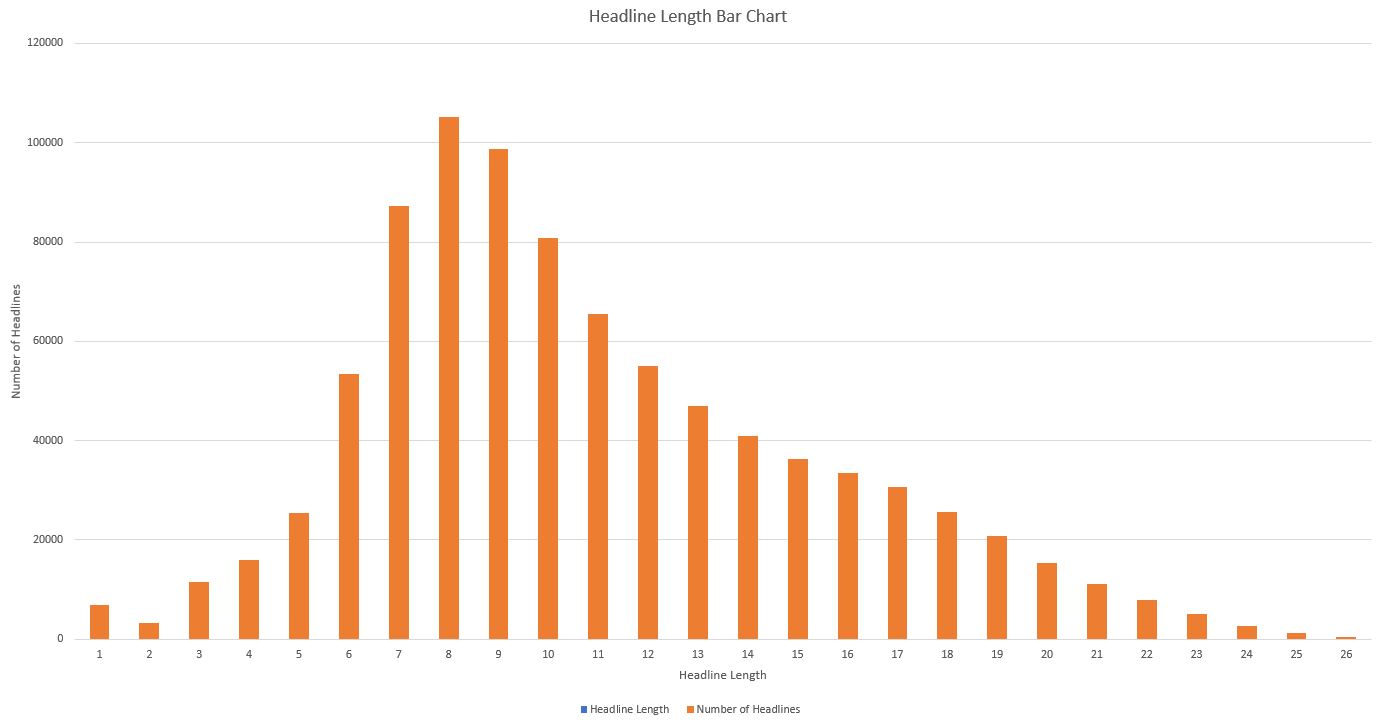 Headline Length Bar Chart
120000
100000
80000
60000
40000
20000
0
Number of Headlines
1 2 3 4 5 6 7 8 9 10 11 12 13 14 15 16 17 18 19 20 21 22 23 24 25 26
Headline Length
Headline Length Number of Headlines